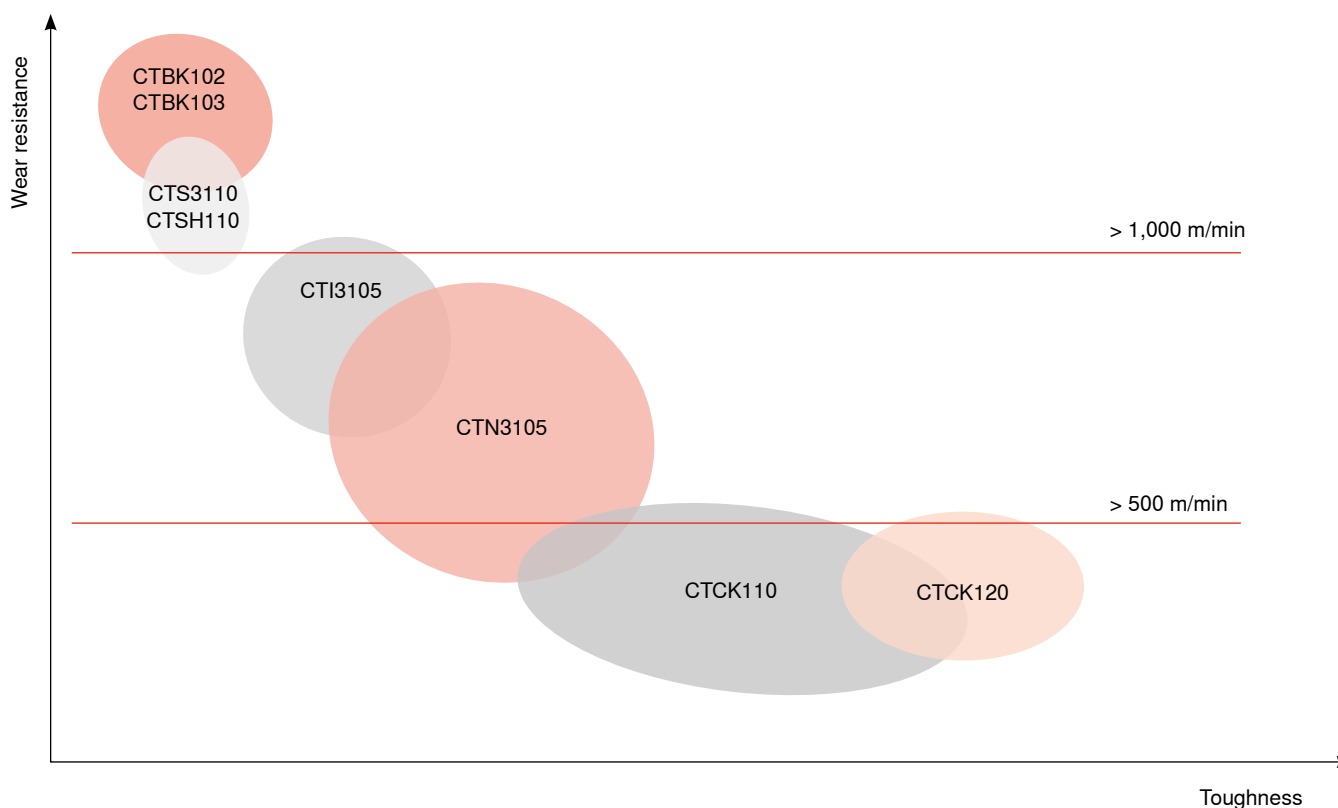 Wear resistance
CTBK102
CTBK103
CTS3110
CTSH110
> 1,000 m/min
CTI3105
CTN3105
> 500 m/min
CTCK110
CTCK120
Toughness